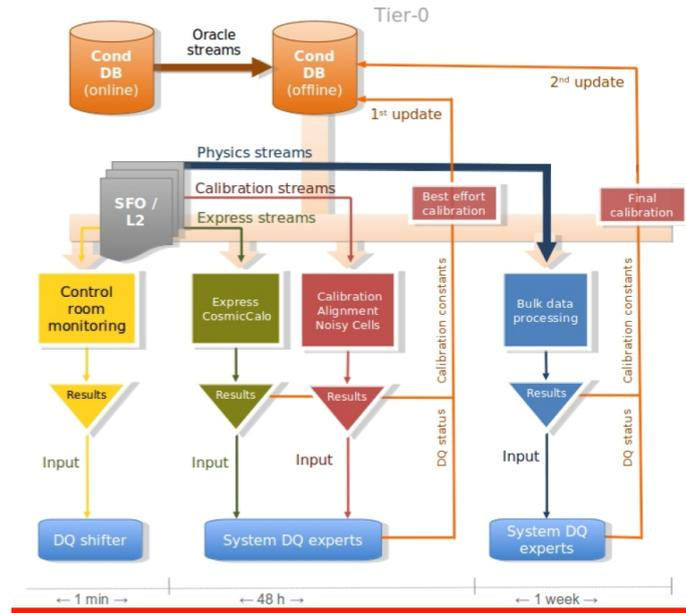 Tier-0
Oracle
streams
Cond
DB
(online)
Cond
DB
(offline)
2nd update
1st update
Physics streams
Calibration streams
Express streams
SFO /
L2
Best effort
calibration
Final
calibration
Control
room
monitoring
Express
CosmicCalo
Calibration
Alignment
Noisy Cells
Bulk data
processing
Calibration constants
Calibration constants
Results
Results
Results
Results
DQ status
DQ status
Input
Input
Input
Input
DQ shifter
System DQ experts
System DQ
experts
← 1 min →
← 48 h →
← 1 week →